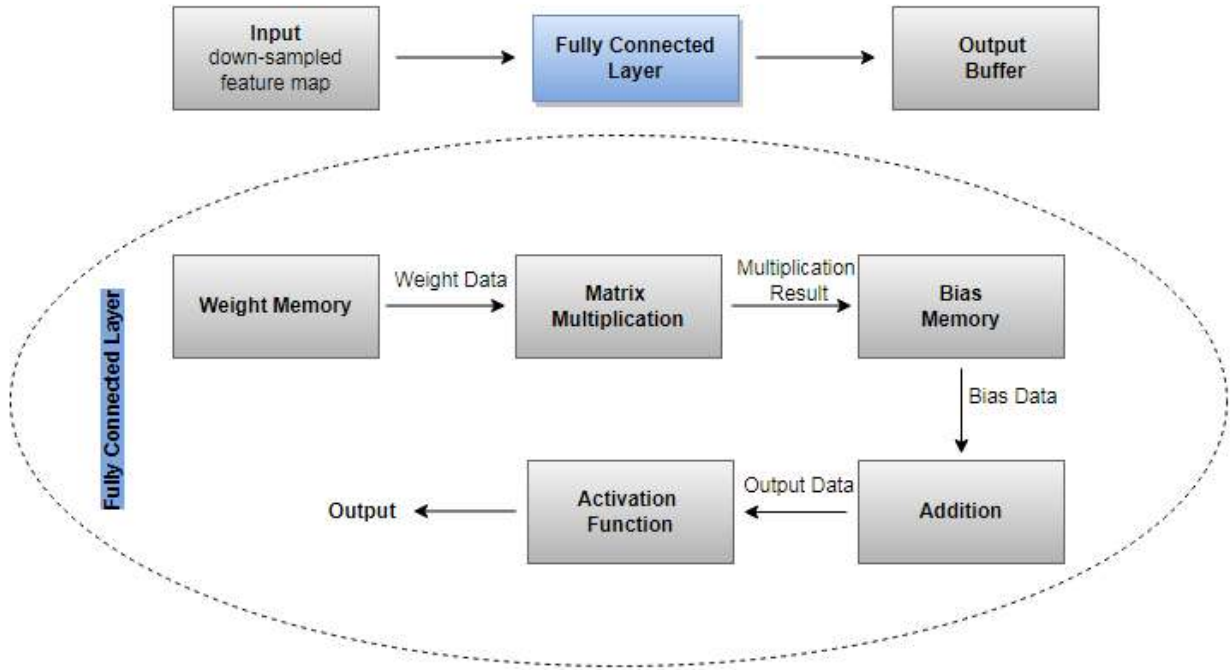 Input
down-sampled
feature map
Fully Connected
Layer
Output
Buffer
Fully Connected Layer
Weight Memory
Weight Data
Matrix
Multiplication
Multiplication
Result
Bias
Memory
Bias Data
Output
Activation
Function
Output Data
Addition